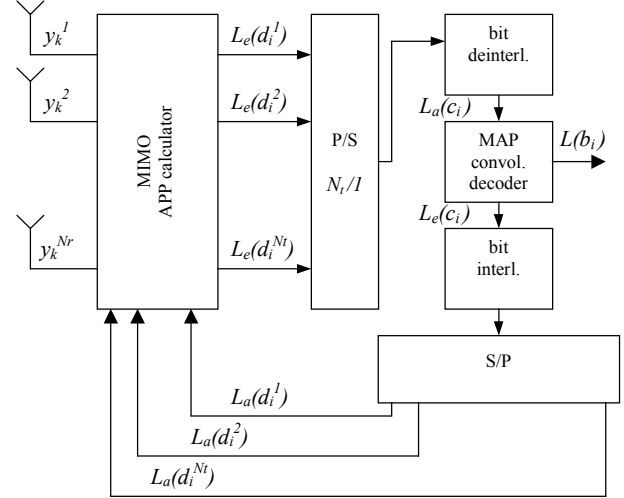 y_k^1
L_e(d_i^1)
bit
deinterl.
y_k^2
L_e(d_i^2)
L_a(c_i)
MIMO
APP calculator
P/S
N_t/1
MAP
convol.
decoder
L(b_i)
y_k^{Nr}
L_e(d_i^{Nt})
L_e(c_i)
bit
interl.
S/P
L_a(d_i^1)
L_a(d_i^2)
L_a(d_i^{Nt})